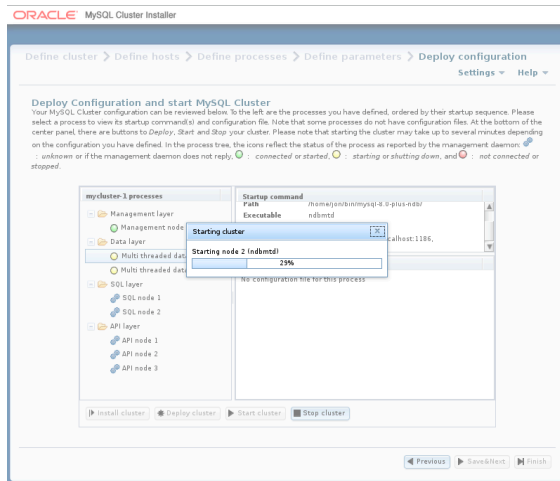 ORACLE MySQL Cluster Installer
Define cluster > Define hosts > Define processes > Define parameters > Deploy configuration
Settings Help
Deploy Configuration and start MySQL Cluster
Your MySQL Cluster configuration can be reviewed below. To the left are the processes you have defined, ordered by their startup sequence. Please
select a process to view its startup command(s) and configuration file. Note that some processes do not have configuration files. At the bottom of the
center panel, there are buttons to Deploy, Start and Stop your cluster. Please note that starting the cluster may take up to several minutes depending
on the configuration you have defined. In the process tree, the icons reflect the status of the process as reported by the management daemon:
: unknown or if the management daemon does not reply, : connected or started, : starting or shutting down, and : not connected or
stopped.
mycluster-1 processes
Management layer
Management node
Data layer
Multi threaded data
Multi threaded data
SQL layer
SQL node 1
SQL node 2
API layer
API node 1
API node 2
API node 3
Startup command
Path /home/jon/bin/mysql-8.0-plus-ndb/
Executable ndbmtd
calhost:1186,
Starting cluster X
Starting node 2 (ndbmtd)
29%
No configuration file for this process
Install cluster Deploy cluster Start cluster Stop cluster
Previous Save&Next Finish